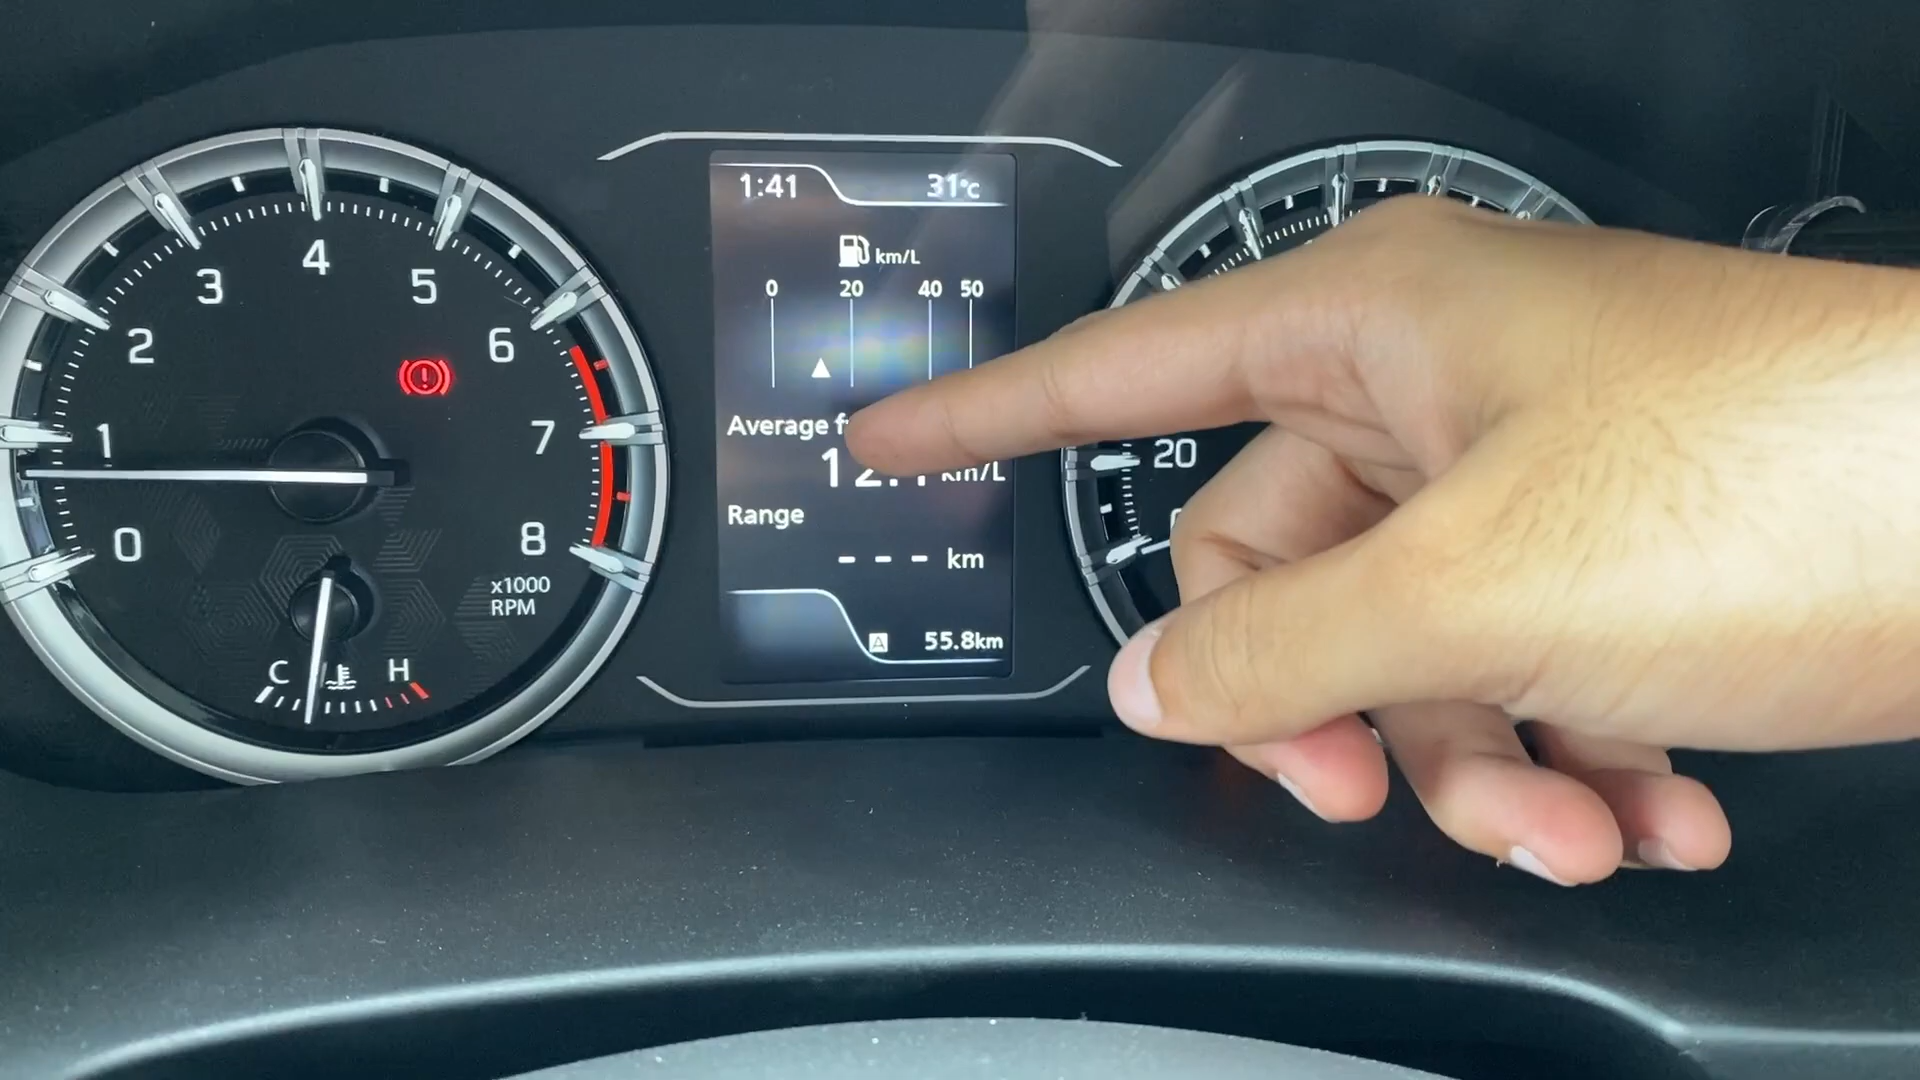 1:41 31°c
km/L
0 20 40 50
Average
km/L
Range
- - - km
A 55.8km
0
1
2
3
4
5
6
7
8
x1000
RPM
C H
20